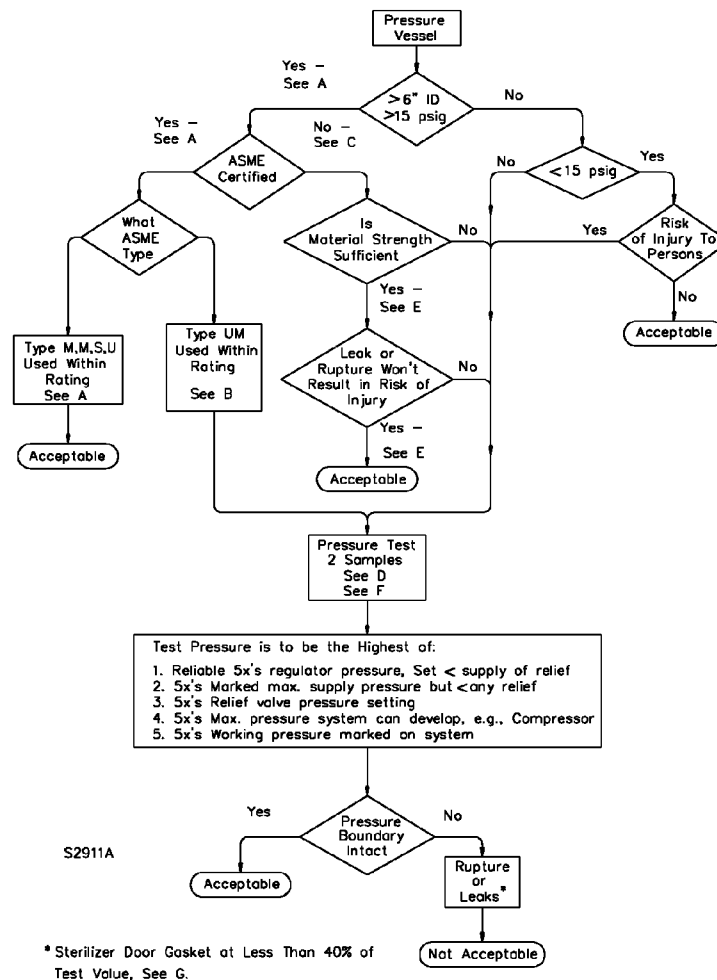 Pressure
Vessel
Yes –
See A
>6" ID
>15 psig
No
Yes –
See A
No –
See C
ASME
Certified
No
<15 psig
Yes
What
ASME
Type
Is
Material Strength
Sufficient
No
Yes
Risk
of Injury To
Persons
Yes –
See E
No
Type M,M,S,U
Used Within
Rating
See A
Type UM
Used Within
Rating
See B
Leak or
Rupture Won't
Result in Risk of
Injury
No
Acceptable
Acceptable
Yes –
See E
Acceptable
Pressure Test
2 Samples
See D
See F
Test Pressure is to be the Highest of:
1. Reliable 5x's regulator pressure, Set < supply of relief
2. 5x's Marked max. supply pressure but <any relief
3. 5x's Relief valve pressure setting
4. 5x's Max. pressure system can develop, e.g., Compressor
5. 5x's Working pressure marked on system
Yes
Pressure
Boundary
Intact
No
S2911A
Acceptable
Rupture
or
Leaks*
Not Acceptable
* Sterilizer Door Gasket at Less Than 40% of
Test Value, See G.